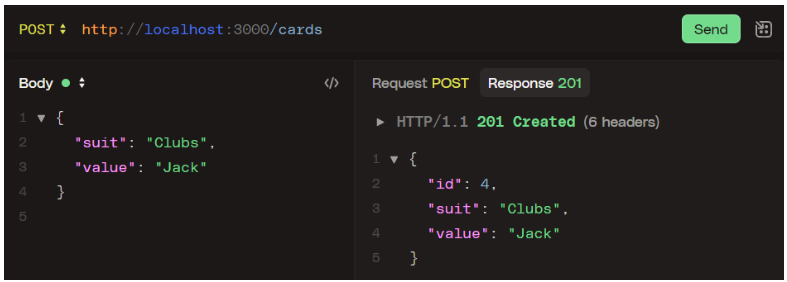 POST http://localhost:3000/cards Send
Body
Request POST Response 201
HTTP/1.1 201 Created (6 headers)
1 {
2 "suit": "Clubs",
3 "value": "Jack"
4 }
5
1 {
2 "id": 4,
3 "suit": "Clubs",
4 "value": "Jack"
5 }